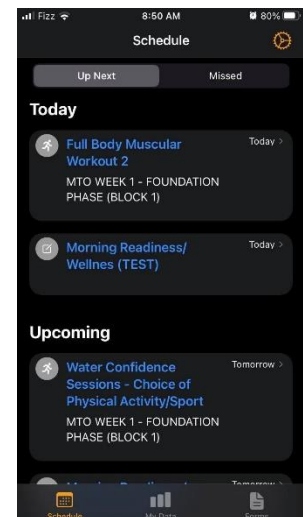 Fizz 8:50 AM 80%
Schedule
Up Next Missed
Today
Full Body Muscular Today
Workout 2
MTO WEEK 1 - FOUNDATION
PHASE (BLOCK 1)
Morning Readiness/ Today
Wellnes (TEST)
Upcoming
Water Confidence Tomorrow
Sessions - Choice of
Physical Activity/Sport
MTO WEEK 1 - FOUNDATION
PHASE (BLOCK 1)
Tomorrow
Schedule My Data Forms